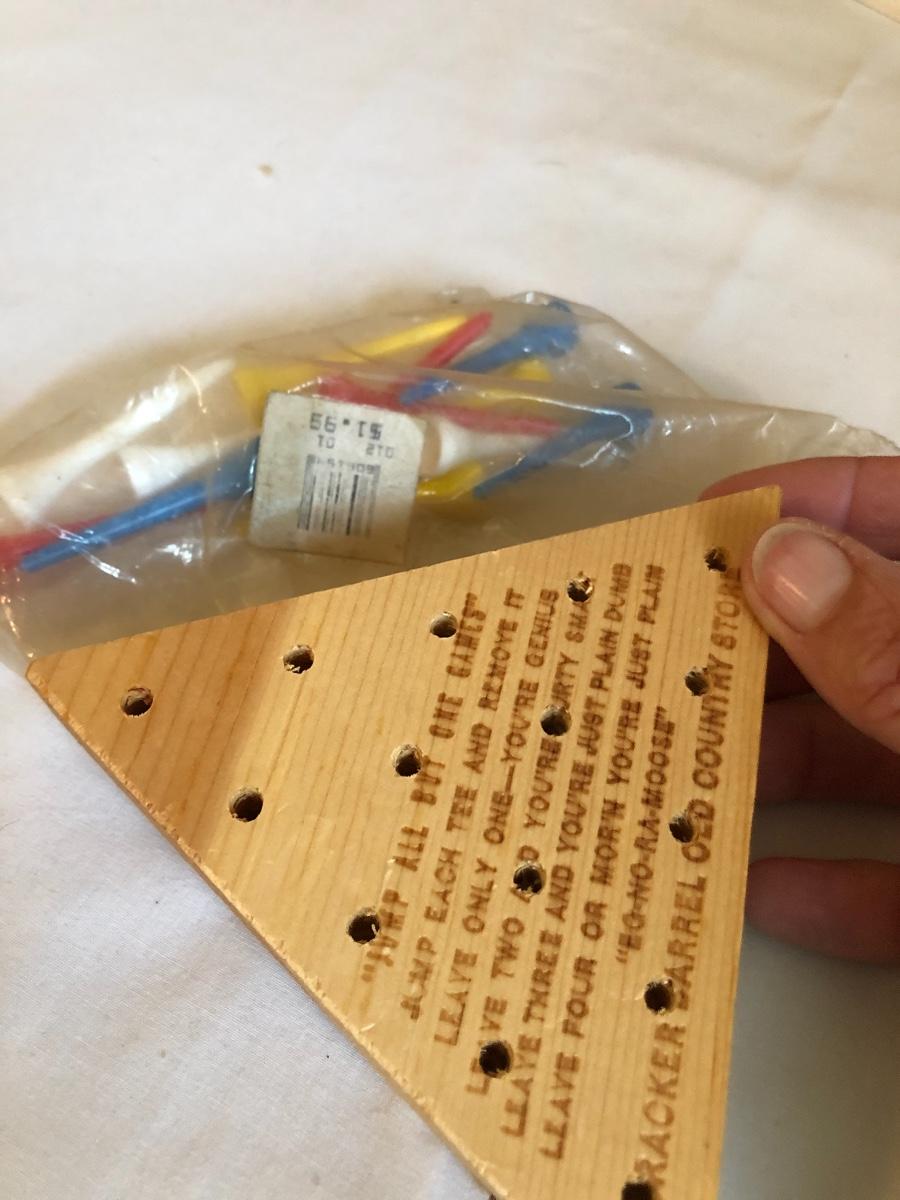 "JUMP ALL BUT ONE GAMES"
JUMP EACH TEE AND REMOVE IT
LEAVE ONLY ONE—YOU'RE GENIUS
LEAVE TWO AND YOU'RE PURTY SMART
LEAVE THREE AND YOU'RE JUST PLAIN DUMB
LEAVE FOUR OR MOR'N YOU'RE JUST PLAIN
"EG-NO-RA-MOOSE"
CRACKER BARREL OLD COUNTRY STORE
$1.99